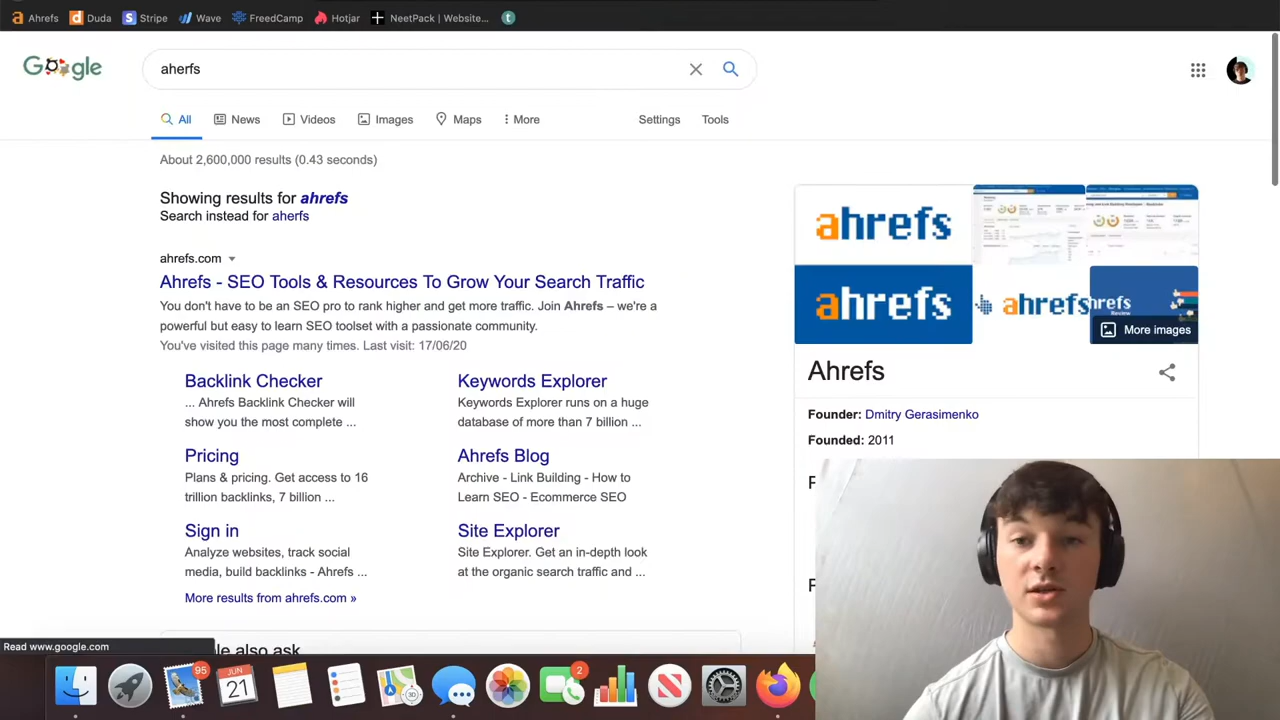 Ahrefs
Duda
Stripe
Wave
FreedCamp
Hotjar
NeetPack | Website...
Google
aherfs
All
News
Videos
Images
Maps
More
Settings
Tools
About 2,600,000 results (0.43 seconds)
Showing results for ahrefs
Search instead for aherfs
ahrefs.com
Ahrefs - SEO Tools & Resources To Grow Your Search Traffic
You don't have to be an SEO pro to rank higher and get more traffic. Join Ahrefs – we're a
powerful but easy to learn SEO toolset with a passionate community.
You've visited this page many times. Last visit: 17/06/20
Backlink Checker
... Ahrefs Backlink Checker will
show you the most complete ...
Keywords Explorer
Keywords Explorer runs on a huge
database of more than 7 billion ...
Pricing
Plans & pricing. Get access to 16
trillion backlinks, 7 billion ...
Ahrefs Blog
Archive - Link Building - How to
Learn SEO - Ecommerce SEO
Sign in
Analyze websites, track social
media, build backlinks - Ahrefs ...
Site Explorer
Site Explorer. Get an in-depth look
at the organic search traffic and ...
More results from ahrefs.com »
le also ask
ahrefs
ahrefs
ahrefs
hrefs
Review
More images
Ahrefs
Founder: Dmitry Gerasimenko
Founded: 2011
Read www.google.com
95
JUN
21
2